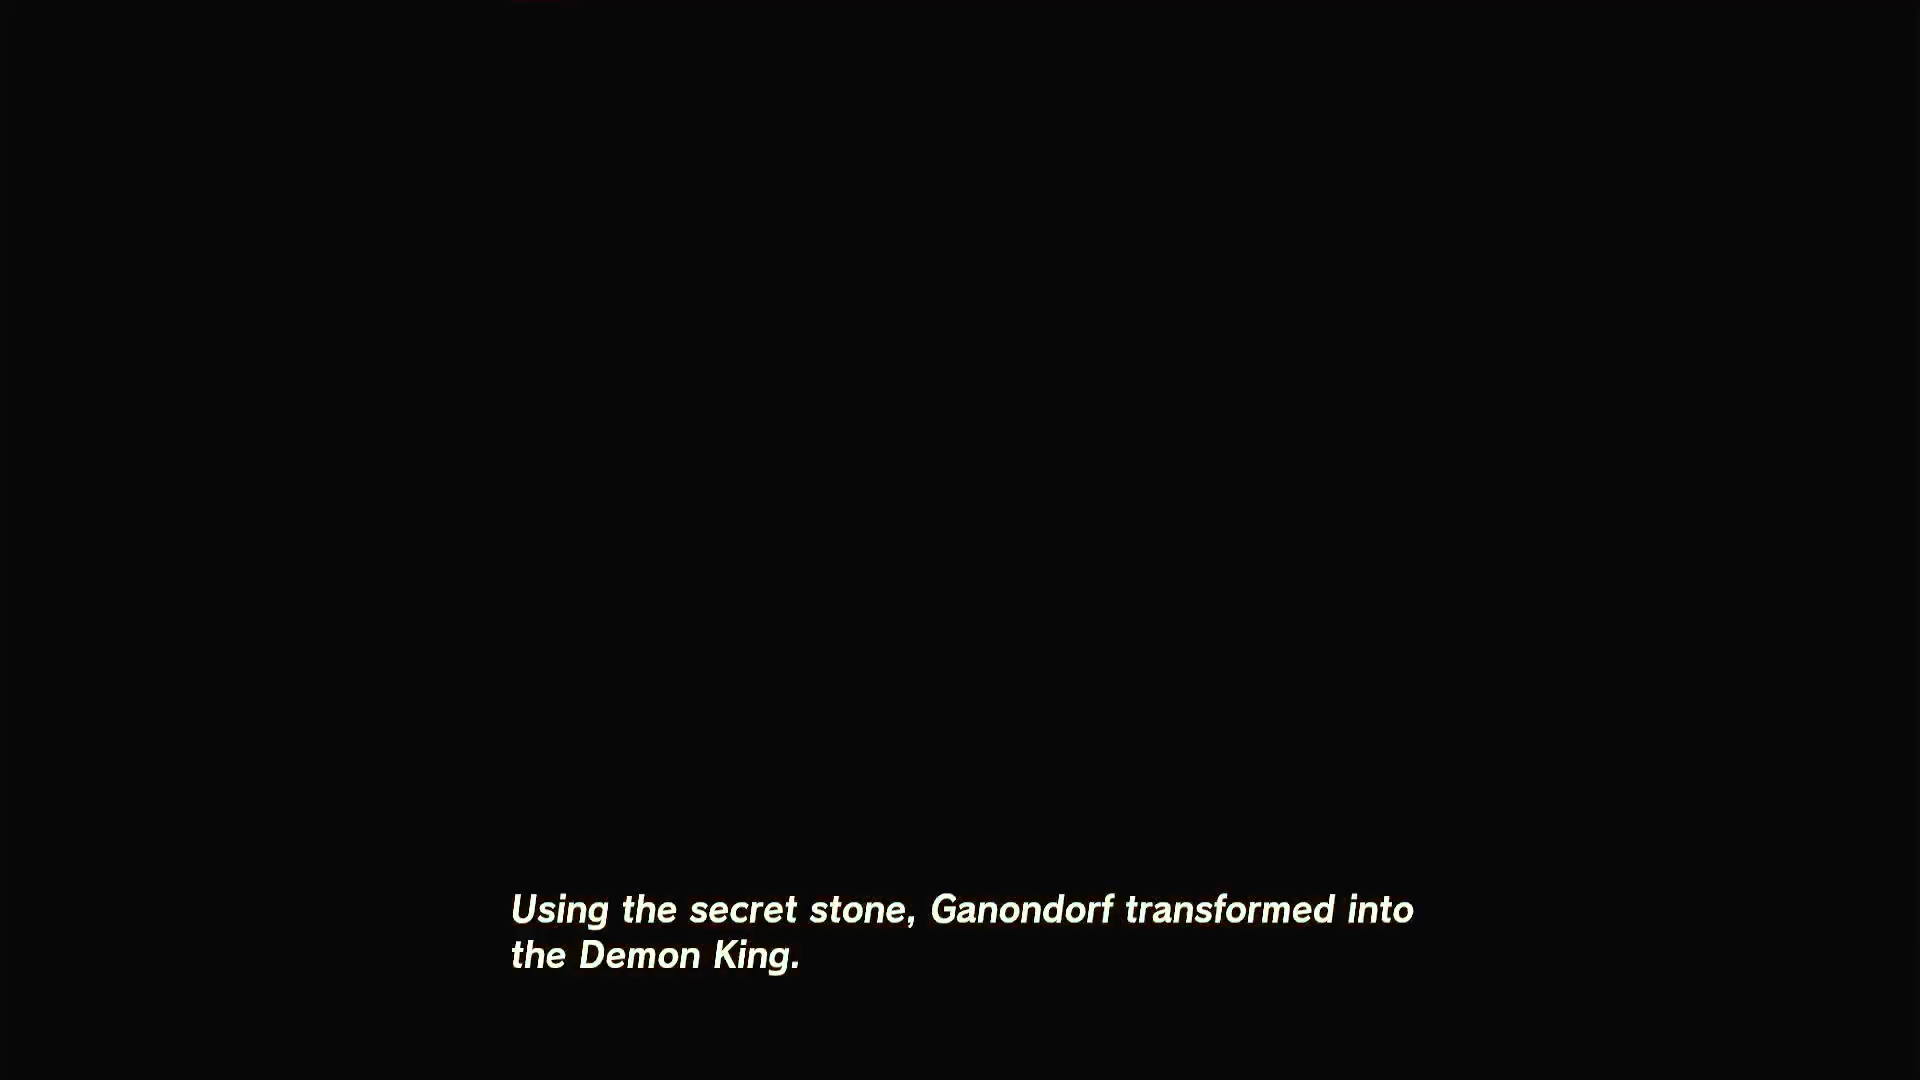 Using the secret stone, Ganondorf transformed into
the Demon King.